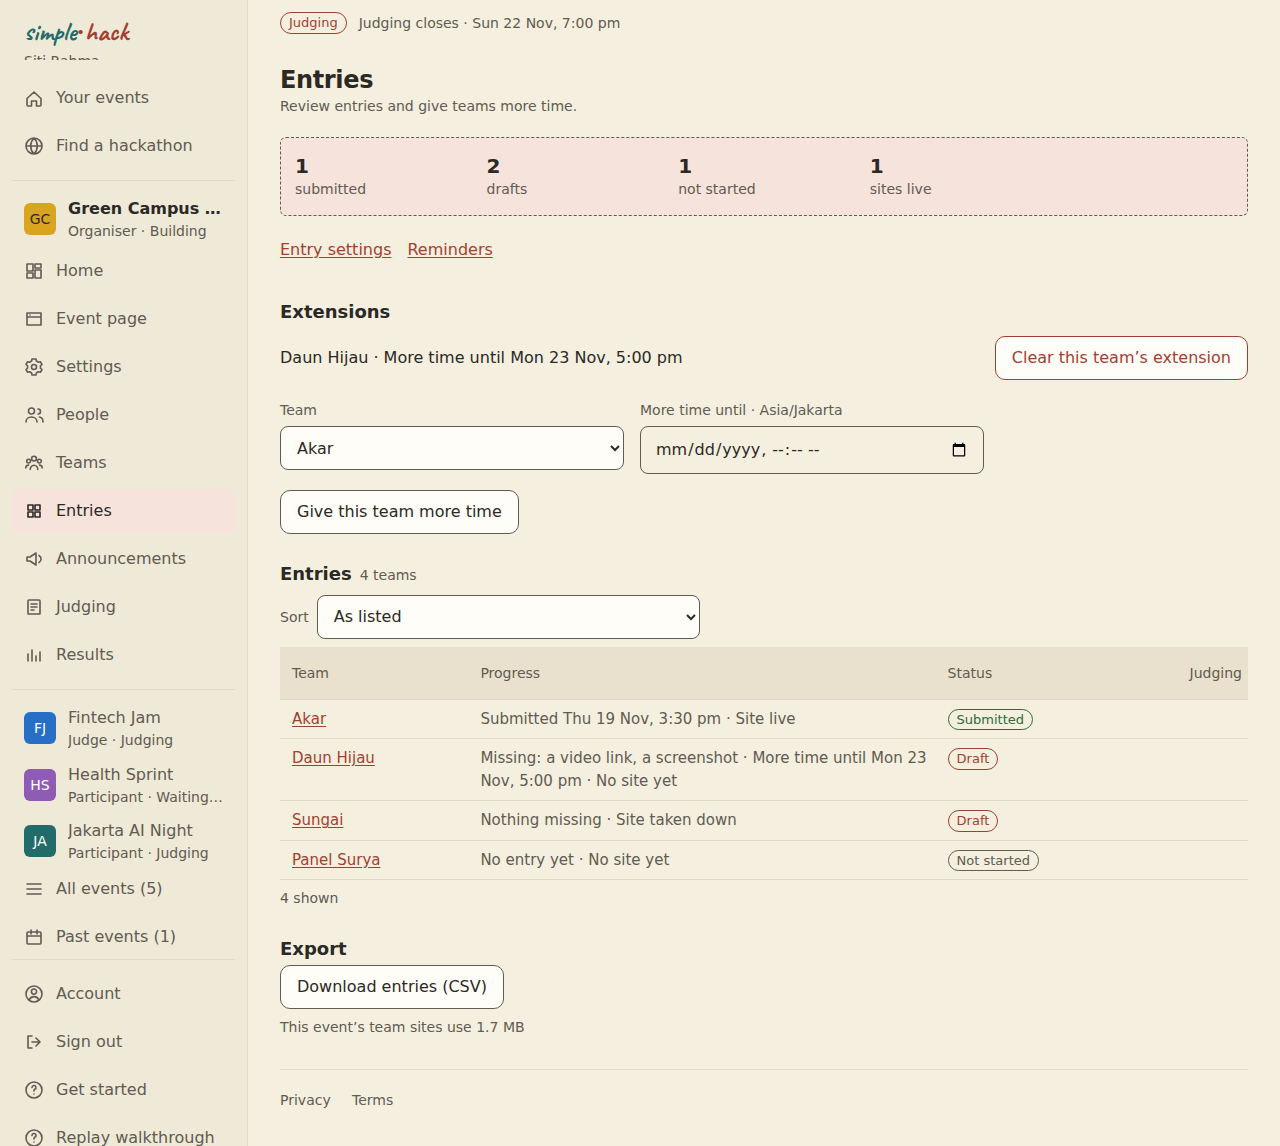 simple·hack
Siti Rahma
Your events
Find a hackathon
GC
Green Campus …
Organiser · Building
Home
Event page
Settings
People
Teams
Entries
Announcements
Judging
Results
FJ
Fintech Jam
Judge · Judging
HS
Health Sprint
Participant · Waiting…
JA
Jakarta AI Night
Participant · Judging
All events (5)
Past events (1)
Account
Sign out
Get started
Replay walkthrough
Judging Judging closes · Sun 22 Nov, 7:00 pm
Entries
Review entries and give teams more time.
1 2 1 1
submitted drafts not started sites live
Entry settings Reminders
Extensions
Daun Hijau · More time until Mon 23 Nov, 5:00 pm Clear this team’s extension
Team More time until · Asia/Jakarta
Akar mm/dd/yyyy, --:-- --
Give this team more time
Entries 4 teams
Sort As listed
Team Progress Status Judging
Akar Submitted Thu 19 Nov, 3:30 pm · Site live Submitted
Daun Hijau Missing: a video link, a screenshot · More time until Mon 23 Draft
Nov, 5:00 pm · No site yet
Sungai Nothing missing · Site taken down Draft
Panel Surya No entry yet · No site yet Not started
4 shown
Export
Download entries (CSV)
This event’s team sites use 1.7 MB
Privacy Terms